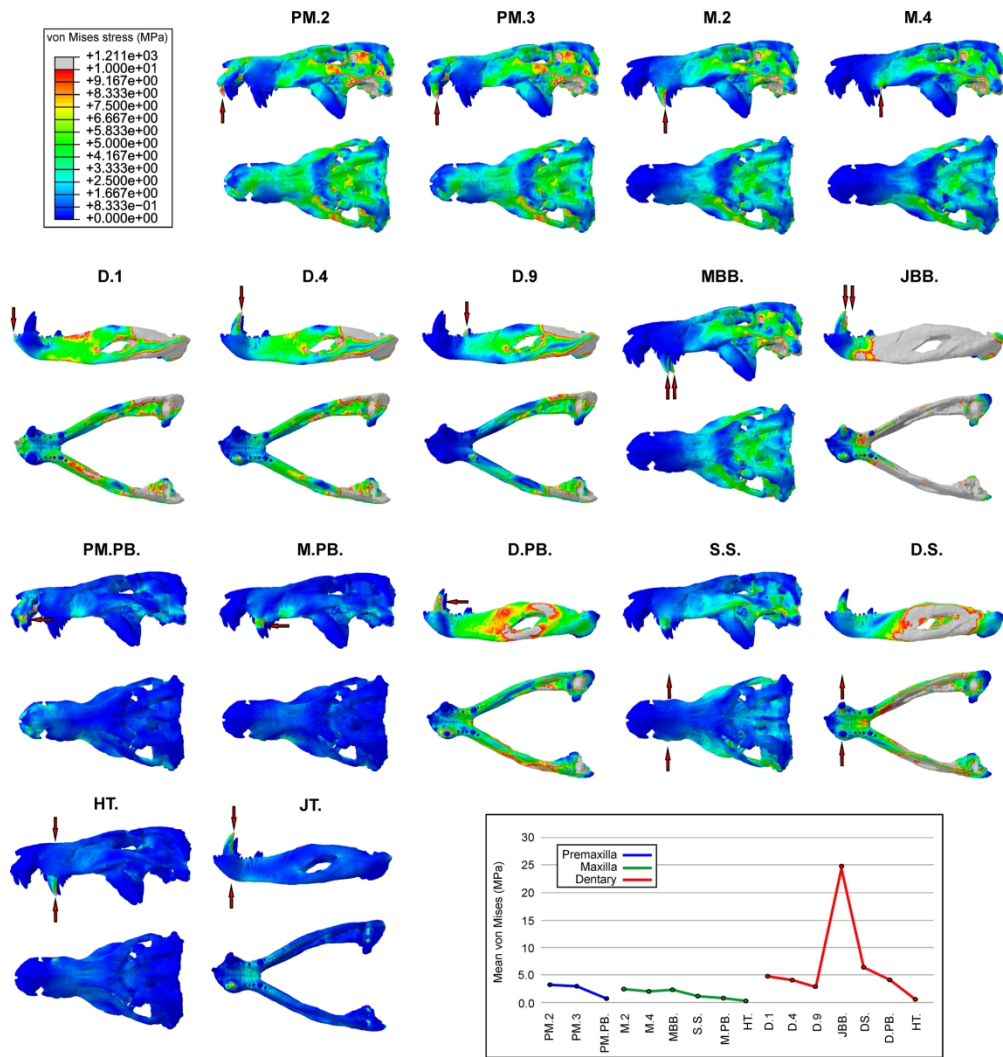 PM.2
PM.3
M.2
M.4
von Mises stress (MPa)
+1.211e+03
+1.000e+01
+9.167e+00
+8.333e+00
+7.500e+00
+6.667e+00
+5.833e+00
+5.000e+00
+4.167e+00
+3.333e+00
+2.500e+00
+1.667e+00
+8.333e−01
+0.000e+00
D.1
D.4
D.9
MBB.
JBB.
PM.PB.
M.PB.
D.PB.
S.S.
D.S.
HT.
JT.
Mean von Mises (MPa)
30
25
20
15
10
5.0
0.0
Premaxilla
Maxilla
Dentary
PM.2
PM.3
PM.PB.
M.2
M.4
MBB.
S.S.
M.PB.
HT.
D.1
D.4
D.9
JBB.
DS.
D.PB.
HT.